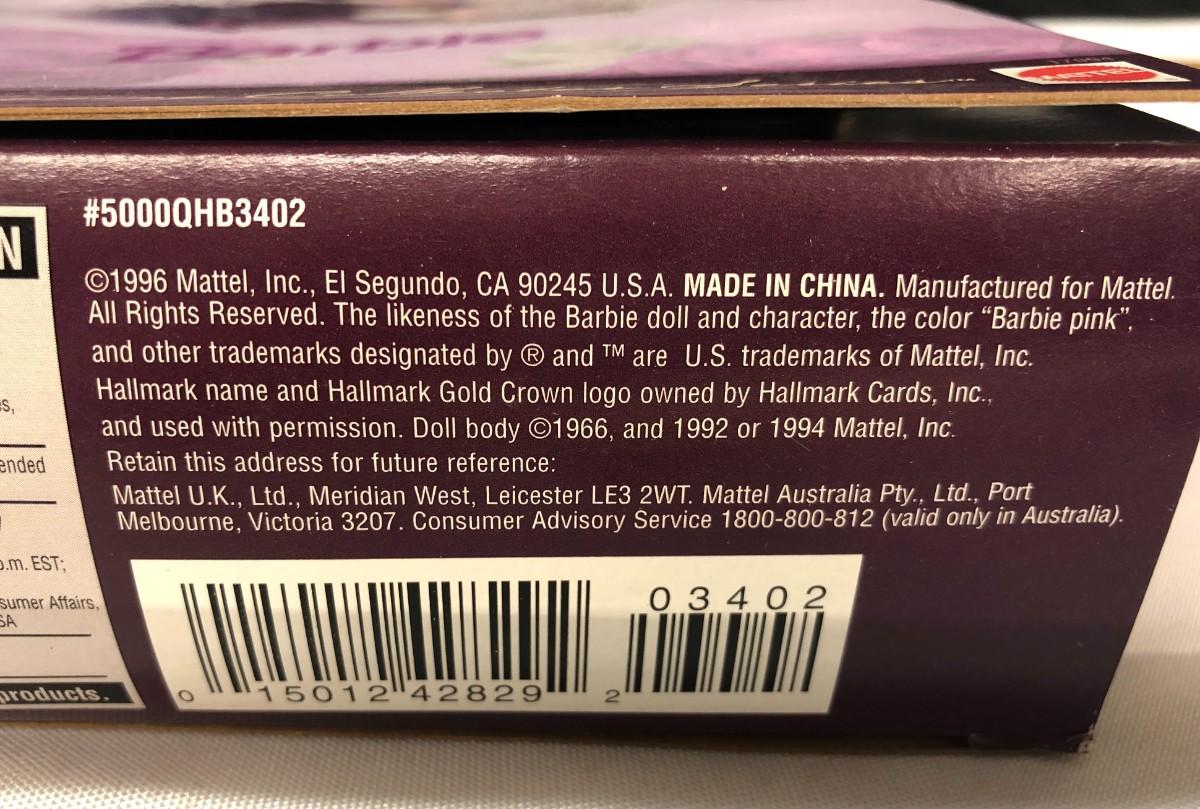 Barbie
MATTEL
#5000QHB3402
N
©1996 Mattel, Inc., El Segundo, CA 90245 U.S.A. MADE IN CHINA. Manufactured for Mattel.
All Rights Reserved. The likeness of the Barbie doll and character, the color “Barbie pink”,
and other trademarks designated by ® and ™ are U.S. trademarks of Mattel, Inc.
Hallmark name and Hallmark Gold Crown logo owned by Hallmark Cards, Inc.,
and used with permission. Doll body ©1966, and 1992 or 1994 Mattel, Inc.
Retain this address for future reference:
Mattel U.K., Ltd., Meridian West, Leicester LE3 2WT. Mattel Australia Pty., Ltd., Port
Melbourne, Victoria 3207. Consumer Advisory Service 1800-800-812 (valid only in Australia).
s,
ended
p.m. EST;
sumer Affairs,
SA
products.
03402
0 15012 42829 2